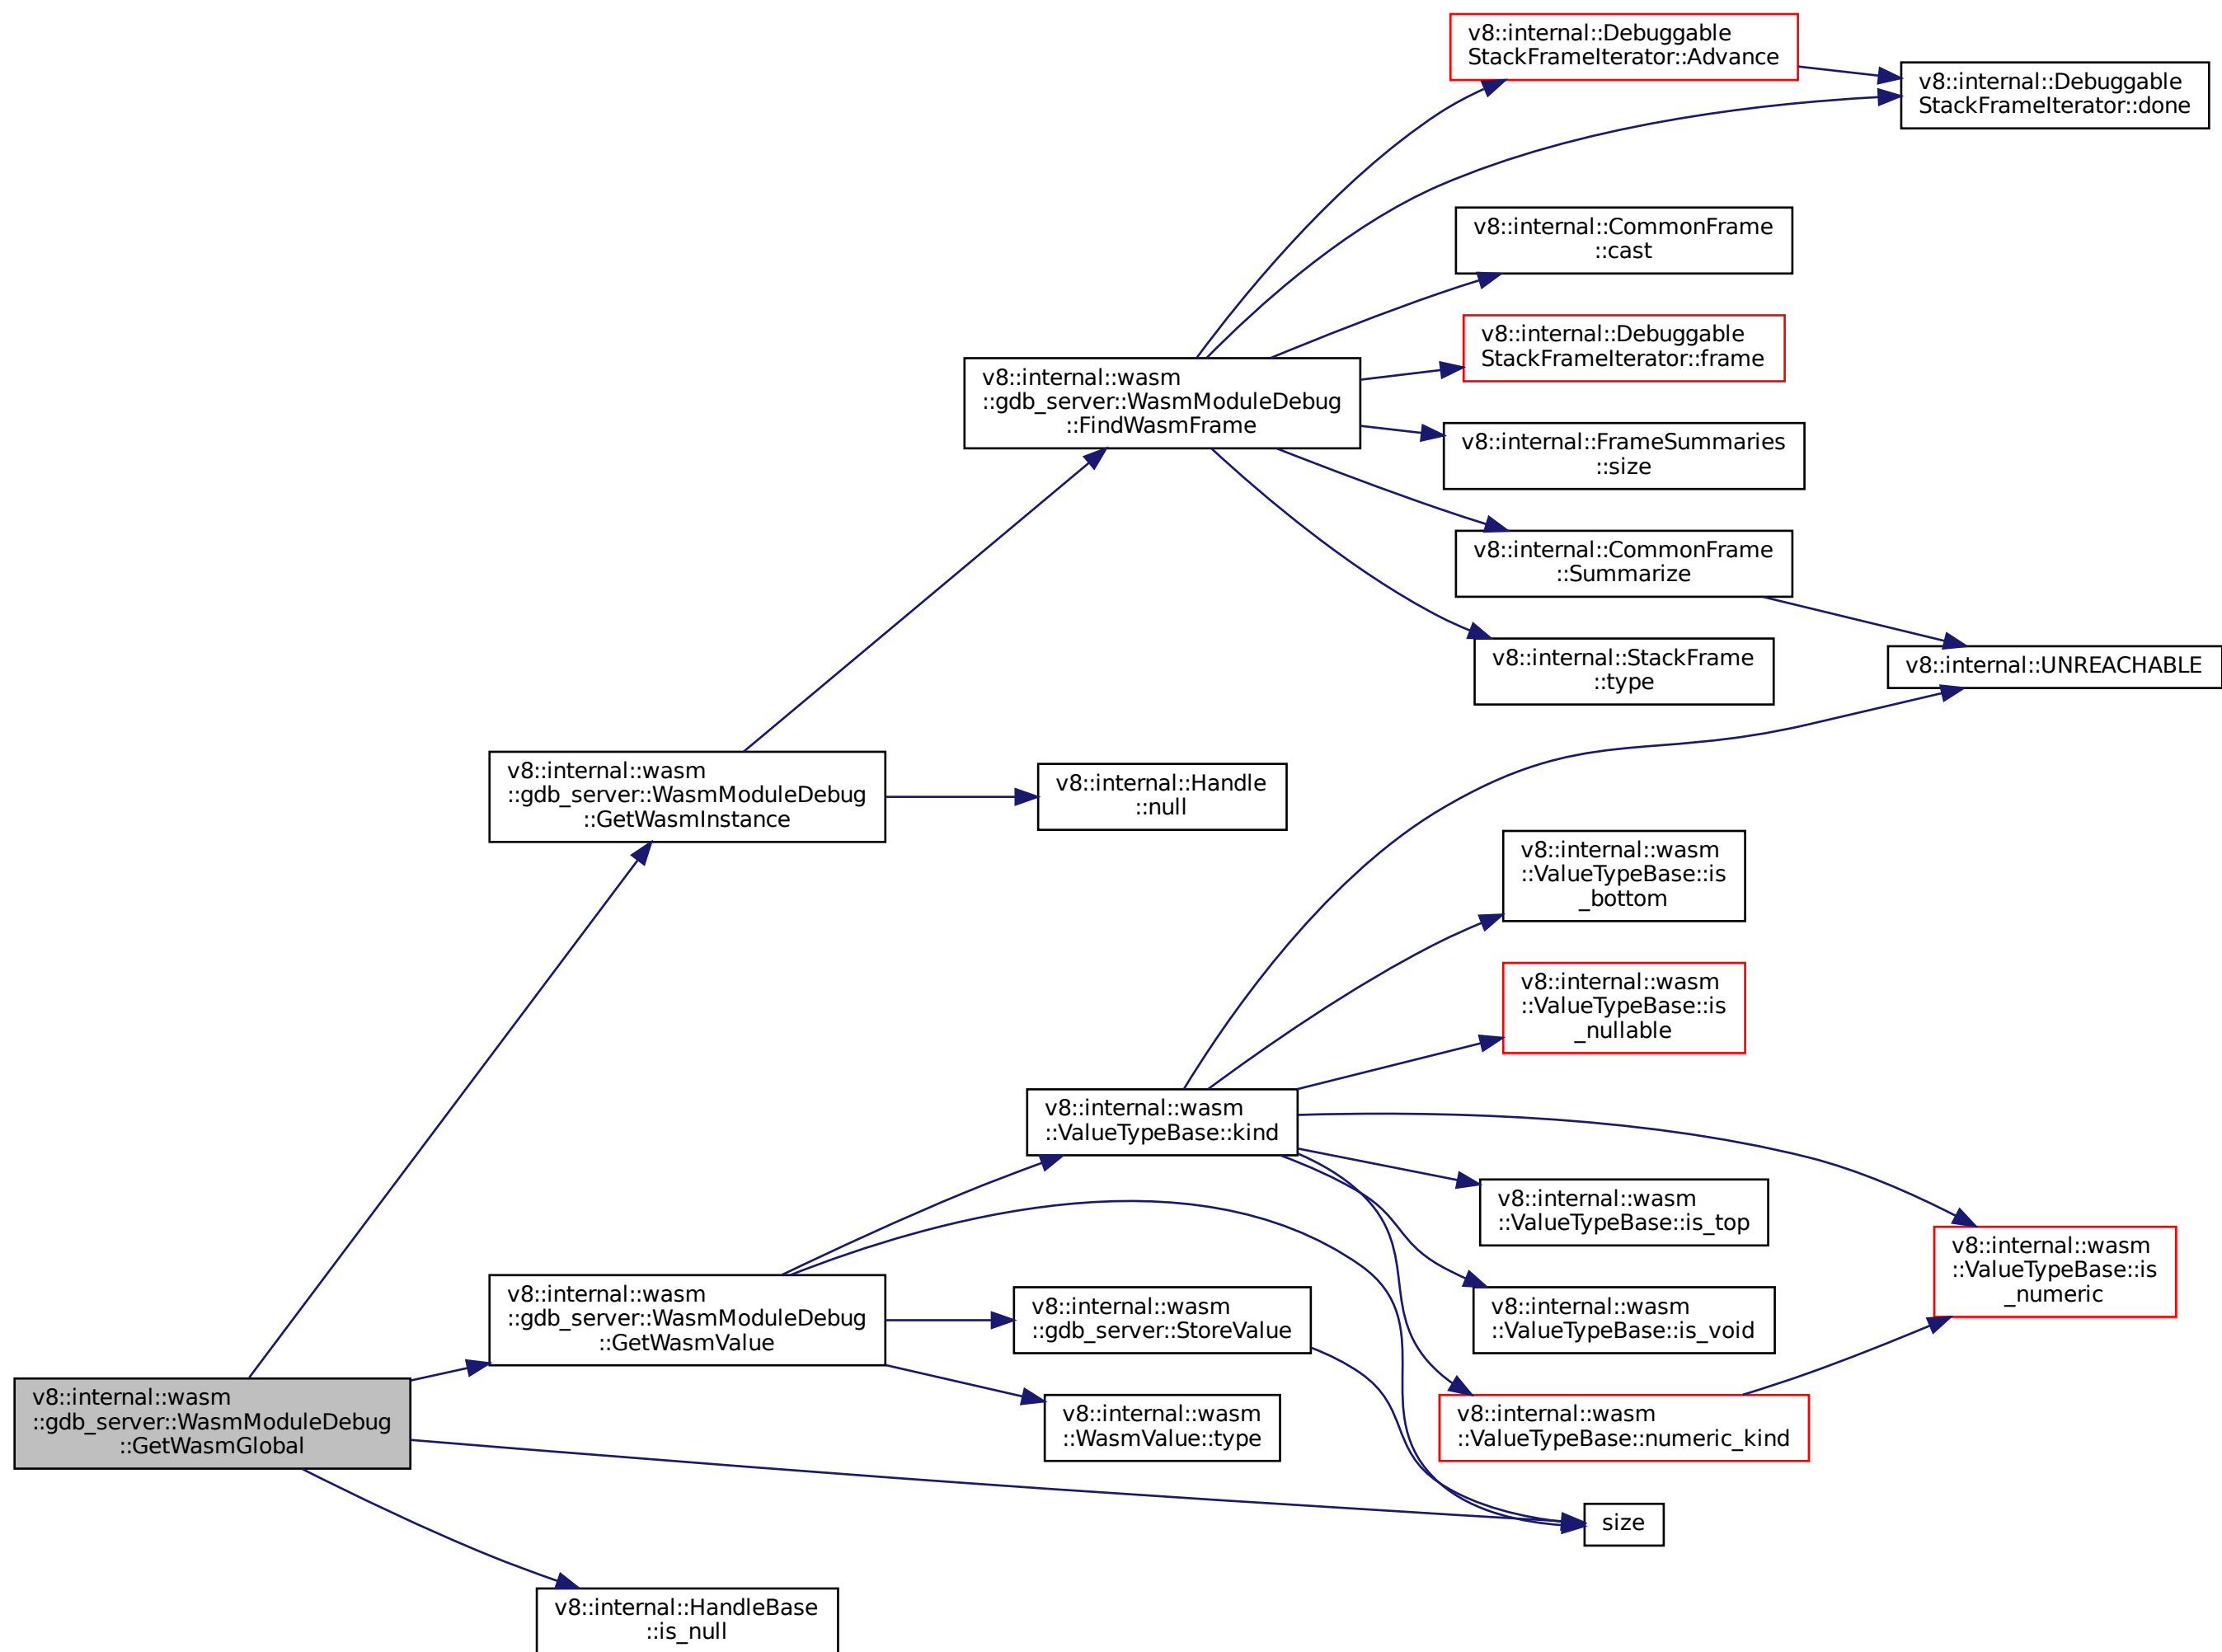 v8::internal::Debuggable
StackFrameIterator::Advance
v8::internal::Debuggable
StackFrameIterator::done
v8::internal::CommonFrame
::cast
v8::internal::Debuggable
StackFrameIterator::frame
v8::internal::wasm
::gdb_server::WasmModuleDebug
::FindWasmFrame
v8::internal::FrameSummaries
::size
v8::internal::CommonFrame
::Summarize
v8::internal::StackFrame
::type
v8::internal::UNREACHABLE
v8::internal::wasm
::gdb_server::WasmModuleDebug
::GetWasmInstance
v8::internal::Handle
::null
v8::internal::wasm
::ValueTypeBase::is
_bottom
v8::internal::wasm
::ValueTypeBase::is
_nullable
v8::internal::wasm
::ValueTypeBase::kind
v8::internal::wasm
::ValueTypeBase::is_top
v8::internal::wasm
::ValueTypeBase::is
_numeric
v8::internal::wasm
::gdb_server::WasmModuleDebug
::GetWasmValue
v8::internal::wasm
::gdb_server::StoreValue
v8::internal::wasm
::ValueTypeBase::is_void
v8::internal::wasm
::gdb_server::WasmModuleDebug
::GetWasmGlobal
v8::internal::wasm
::WasmValue::type
v8::internal::wasm
::ValueTypeBase::numeric_kind
size
v8::internal::HandleBase
::is_null